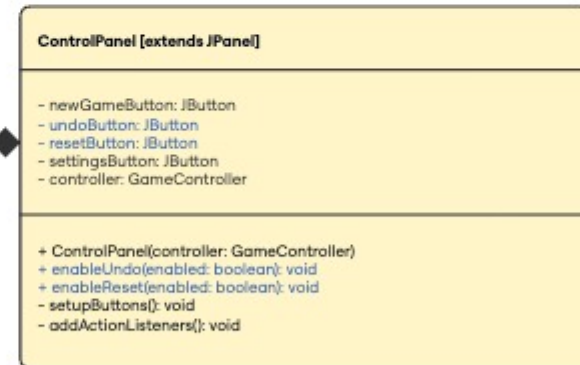 ControlPanel [extends JPanel]
- newGameButton: JButton
- undoButton: JButton
- resetButton: JButton
- settingsButton: JButton
- controller: GameController
+ ControlPanel(controller: GameController)
+ enableUndo(enabled: boolean): void
+ enableReset(enabled: boolean): void
- setupButtons(): void
- addActionListeners(): void